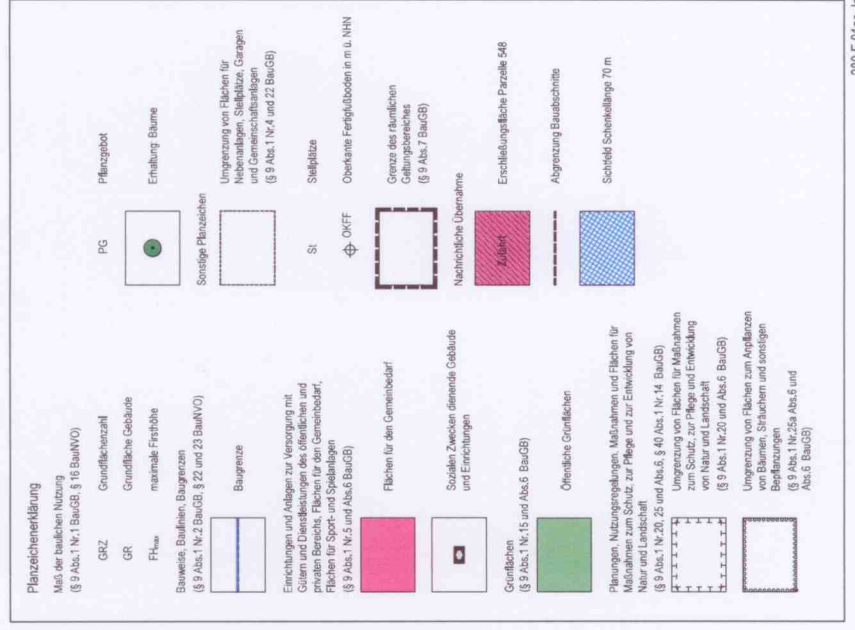 Planzeichenerklärung
Maß der baulichen Nutzung
(§ 9 Abs.1 Nr.1 BauGB, § 16 BauNVO)
GRZ Grundflächenzahl
GR Grundfläche Gebäude
FHmax maximale Firsthöhe
Bauweise, Baulinien, Baugrenzen
(§ 9 Abs.1 Nr.2 BauGB, § 22 und 23 BauNVO)
Baugrenze
Einrichtungen und Anlagen zur Versorgung mit
Gütern und Dienstleistungen des öffentlichen und
privaten Bereichs, Flächen für den Gemeinbedarf,
Flächen für Sport- und Spielanlagen
(§ 9 Abs.1 Nr.5 und Abs.6 BauGB)
Flächen für den Gemeinbedarf
Sozialen Zwecken dienende Gebäude
und Einrichtungen
Grünflächen
(§ 9 Abs.1 Nr.15 und Abs.6 BauGB)
Öffentliche Grünflächen
Planungen, Nutzungsregelungen, Maßnahmen und Flächen für
Maßnahmen zum Schutz, zur Pflege und zur Entwicklung von
Natur und Landschaft
(§ 9 Abs.1 Nr.20, 25 und Abs.6, § 40 Abs.1 Nr.14 BauGB)
Umgrenzung von Flächen für Maßnahmen
zum Schutz, zur Pflege und Entwicklung
von Natur und Landschaft
(§ 9 Abs.1 Nr.20 und Abs.6 BauGB)
Umgrenzung von Flächen zum Anpflanzen
von Bäumen, Sträuchern und sonstigen
Bepflanzungen
(§ 9 Abs.1 Nr.25a Abs.6 und
Abs.6 BauGB)
PG Pflanzgebot
Erhaltung: Bäume
Sonstige Planzeichen
Umgrenzung von Flächen für
Nebenanlagen, Stellplätze, Garagen
und Gemeinschaftsanlagen
(§ 9 Abs.1 Nr.4 und 22 BauGB)
St Stellplätze
OKFF Oberkante Fertigfußboden in m ü. NHN
Grenze des räumlichen
Geltungsbereiches
(§ 9 Abs.7 BauGB)
Nachrichtliche Übernahme
Zufahrt Erschließungsfläche Parzelle 548
Abgrenzung Bauabschnitte
Sichtfeld Schenkellänge 70 m